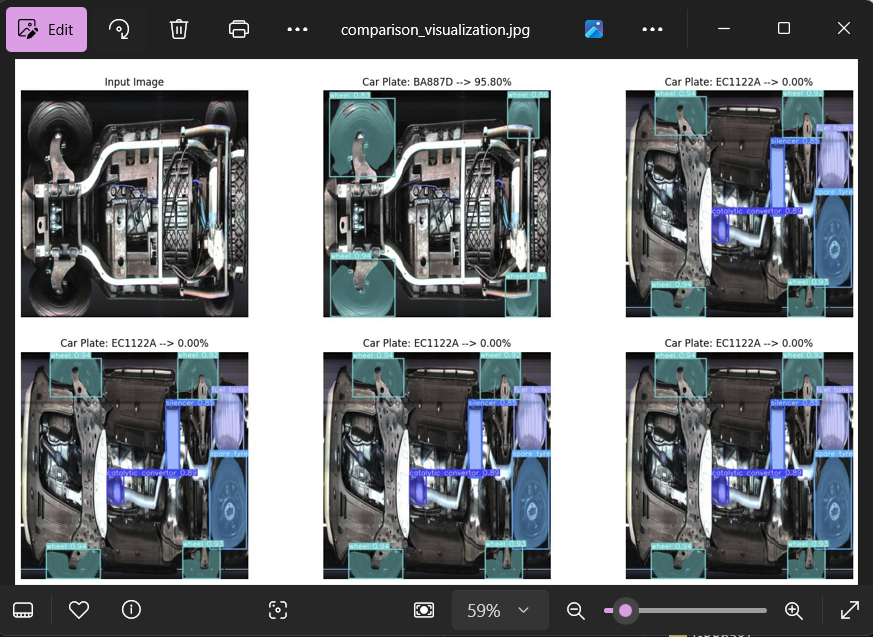 Edit
comparison_visualization.jpg
Input Image
Car Plate: BA887D --> 95.80%
Car Plate: EC1122A --> 0.00%
wheel 0.83
wheel 0.86
wheel 0.94
wheel 0.81
wheel 0.94
wheel 0.92
fuel tank
silencer 0.85
spare tyre
catalytic convertor 0.89
wheel 0.94
wheel 0.93
Car Plate: EC1122A --> 0.00%
Car Plate: EC1122A --> 0.00%
Car Plate: EC1122A --> 0.00%
wheel 0.94
wheel 0.92
fuel tank
silencer 0.85
spare tyre
catalytic convertor 0.89
wheel 0.94
wheel 0.93
wheel 0.94
wheel 0.92
fuel tank
silencer 0.85
spare tyre
catalytic convertor 0.89
wheel 0.94
wheel 0.93
wheel 0.94
wheel 0.92
fuel tank
silencer 0.85
spare tyre
catalytic convertor 0.89
wheel 0.94
wheel 0.93
59%